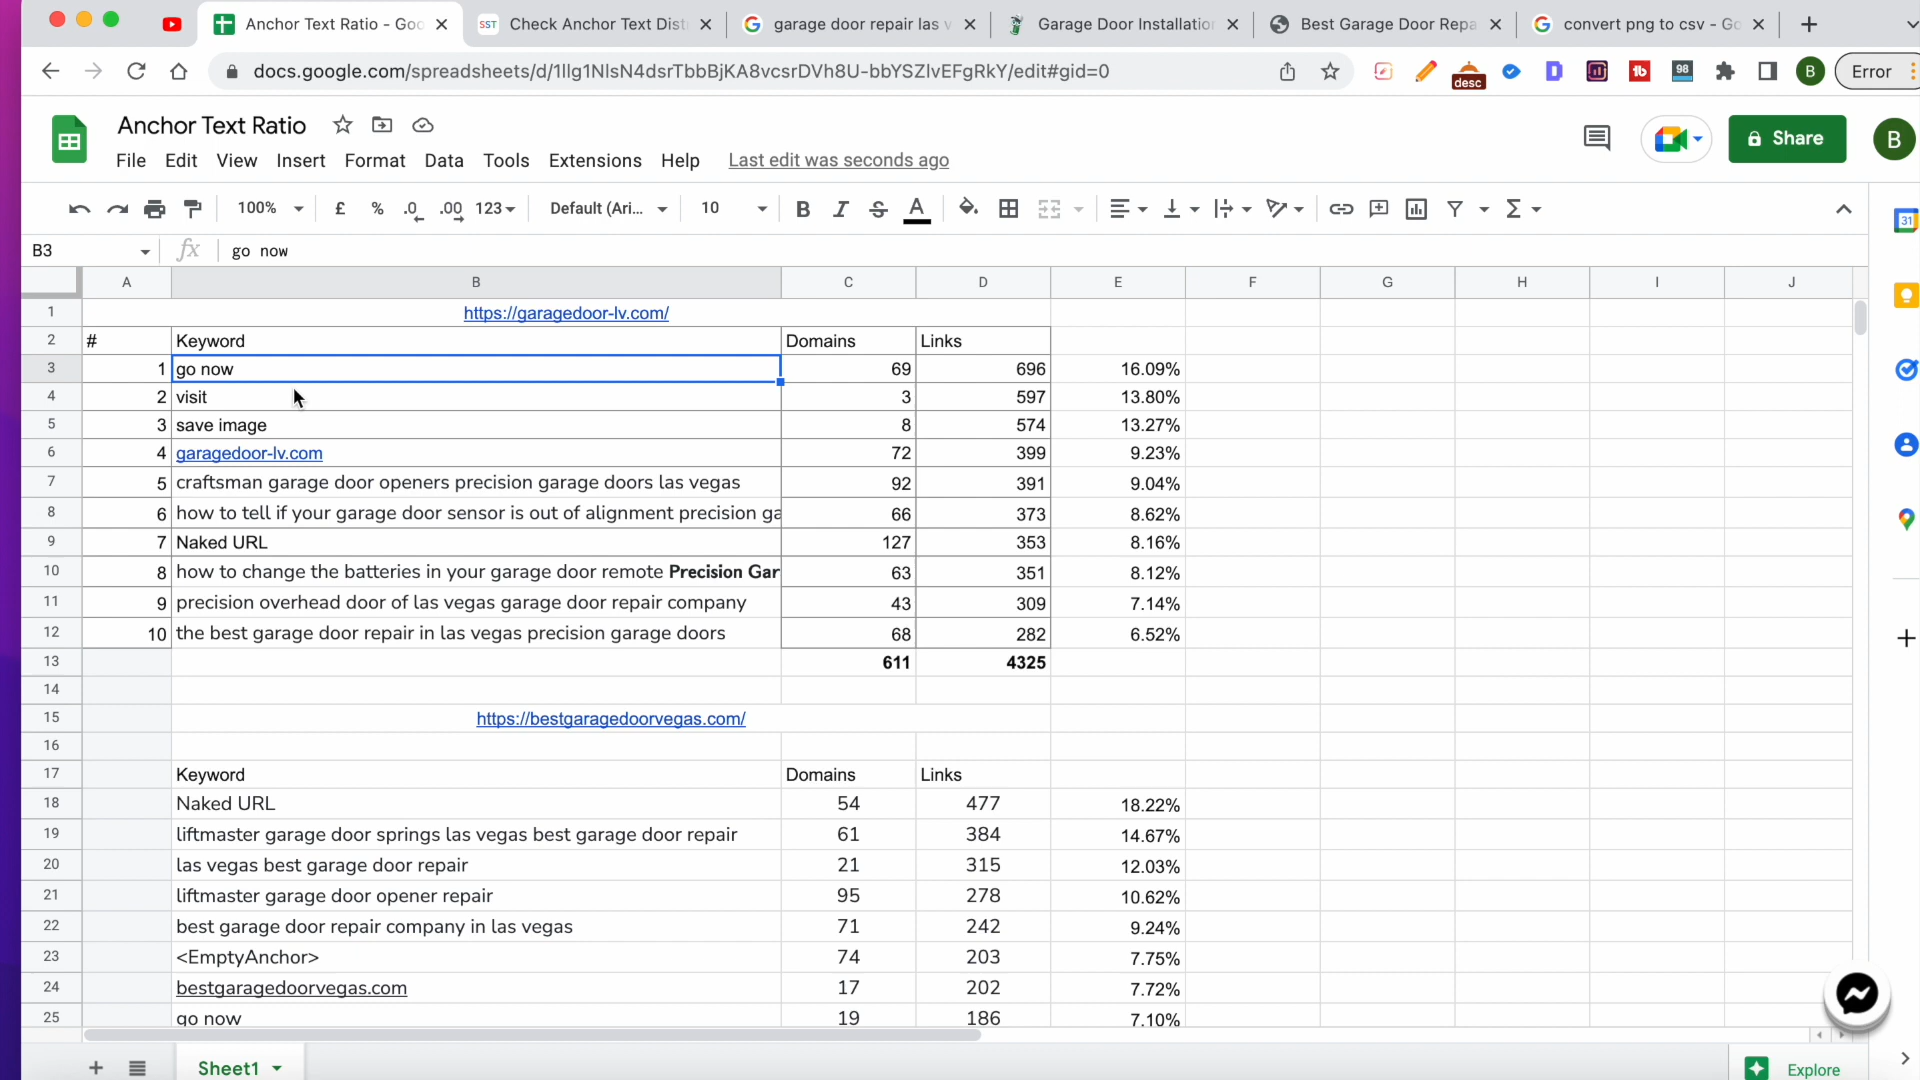 Anchor Text Ratio - Goo
SST Check Anchor Text Dist
garage door repair las v
Garage Door Installation
Best Garage Door Repa
convert png to csv - Go
docs.google.com/spreadsheets/d/1llg1NlsN4dsrTbbBjKA8vcsrDVh8U-bbYSZlvEFgRkY/edit#gid=0
desc
98
B
Error
Anchor Text Ratio
Share
B
File Edit View Insert Format Data Tools Extensions Help Last edit was seconds ago
100% £ % .0 .00 123 Default (Ari... 10 B I S A
31
B3 fx go now
A B C D E F G H I J
1 https://garagedoor-lv.com/
2 # Keyword Domains Links
3 1 go now 69 696 16.09%
4 2 visit 3 597 13.80%
5 3 save image 8 574 13.27%
6 4 garagedoor-lv.com 72 399 9.23%
7 5 craftsman garage door openers precision garage doors las vegas 92 391 9.04%
8 6 how to tell if your garage door sensor is out of alignment precision ga 66 373 8.62%
9 7 Naked URL 127 353 8.16%
10 8 how to change the batteries in your garage door remote Precision Gar 63 351 8.12%
11 9 precision overhead door of las vegas garage door repair company 43 309 7.14%
12 10 the best garage door repair in las vegas precision garage doors 68 282 6.52%
13 611 4325
14
15 https://bestgaragedoorvegas.com/
16
17 Keyword Domains Links
18 Naked URL 54 477 18.22%
19 liftmaster garage door springs las vegas best garage door repair 61 384 14.67%
20 las vegas best garage door repair 21 315 12.03%
21 liftmaster garage door opener repair 95 278 10.62%
22 best garage door repair company in las vegas 71 242 9.24%
23 <EmptyAnchor> 74 203 7.75%
24 bestgaragedoorvegas.com 17 202 7.72%
25 go now 19 186 7.10%
Sheet1
Explore